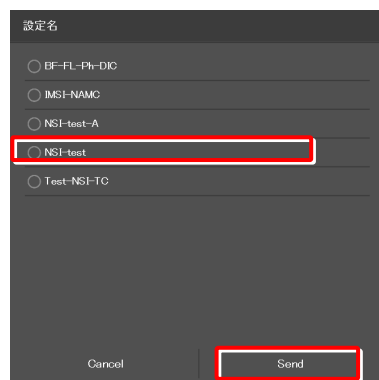 設定名
BF-FL-Ph-DIC
IMSI-NAMC
NSI-test-A
NSI-test
Test-NSI-TC
Cancel
Send